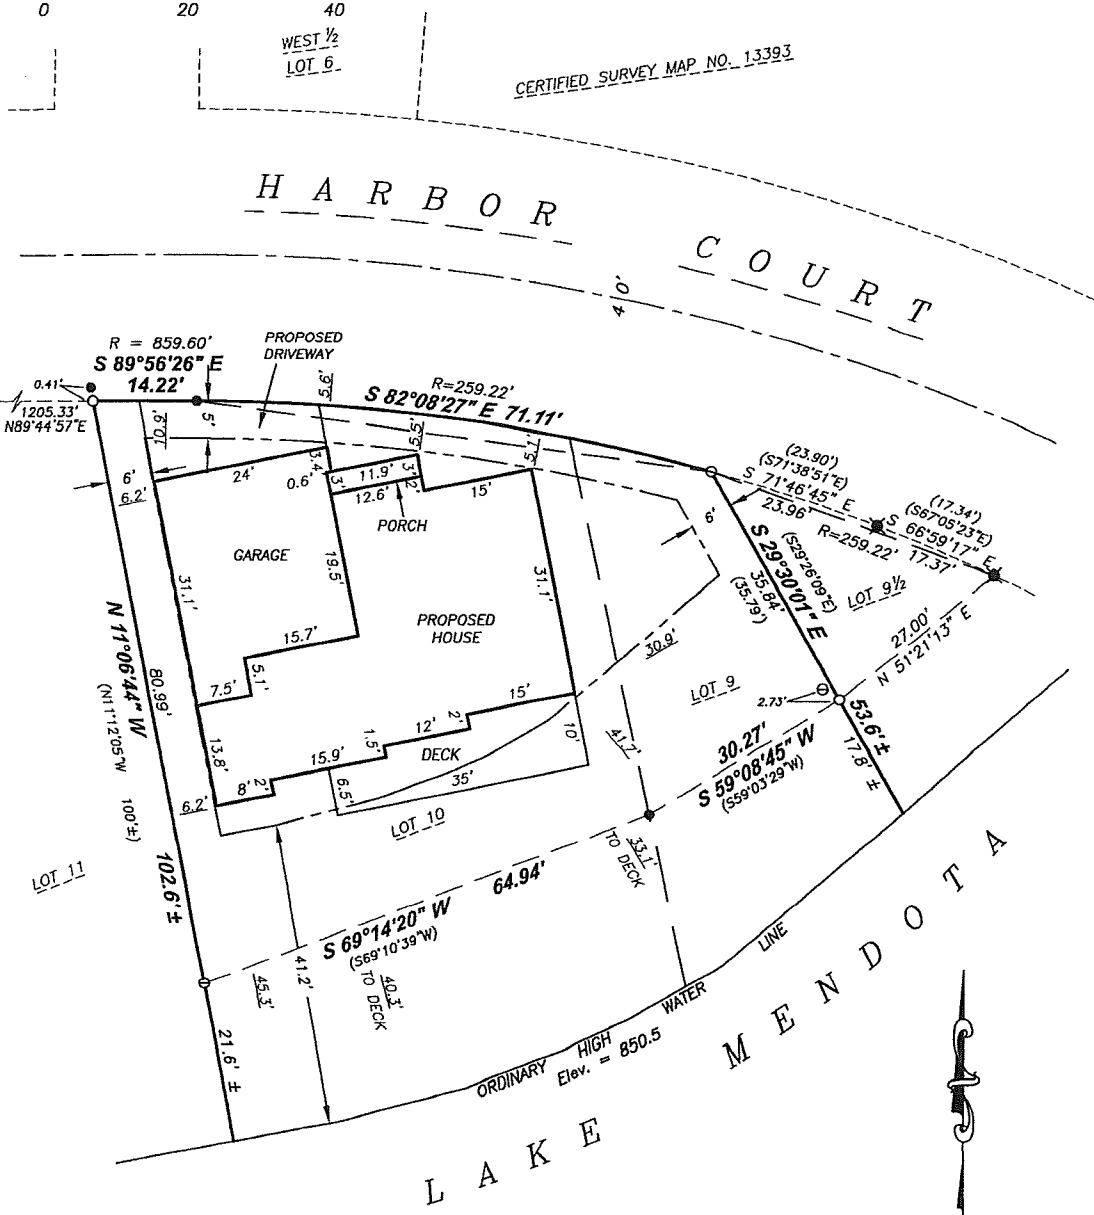 0 20 40
WEST ½
LOT 6
CERTIFIED SURVEY MAP NO. 13393
HARBOR COURT
40'
R = 859.60'
S 89°56'26" E
14.22'
PROPOSED
DRIVEWAY
0.41'
1205.33'
N89°44'57"E
R=259.22'
S 82°08'27" E 71.11'
5.6'
10.9'
5'
5.5'
5.1'
6'
6.2'
24'
3.4'
0.6'
3'
11.9'
12.6'
3'
2'
15'
PORCH
GARAGE
31.1'
19.5'
31.1'
PROPOSED
HOUSE
15.7'
5.1'
7.5'
13.8'
8'
2'
15.9'
1.5'
12'
2'
15'
DECK
10'
35'
6.5'
6.2'
(23.90')
(S71°38'51"E)
S 71°46'45" E
23.96'
(17.34')
(S67°05'23"E)
S 66°59'17" E
17.37'
R=259.22'
6'
(S29°26'09"E)
S 29°30'01" E
35.84'
(35.79')
LOT 9½
27.00'
N 51°21'13" E
30.9'
LOT 9
2.73'
53.6'±
17.8' ±
30.27'
S 59°08'45" W
(S59°03'29"W)
41.7'
N 11°06'44" W
80.99'
(N11°12'05"W 100'±)
102.6'±
LOT 11
LOT 10
33.1'
TO DECK
64.94'
S 69°14'20" W
(S69°10'39"W)
40.3'
TO DECK
45.3'
41.2'
21.6' ±
ORDINARY HIGH WATER LINE
Elev. = 850.5
LAKE MENDOTA